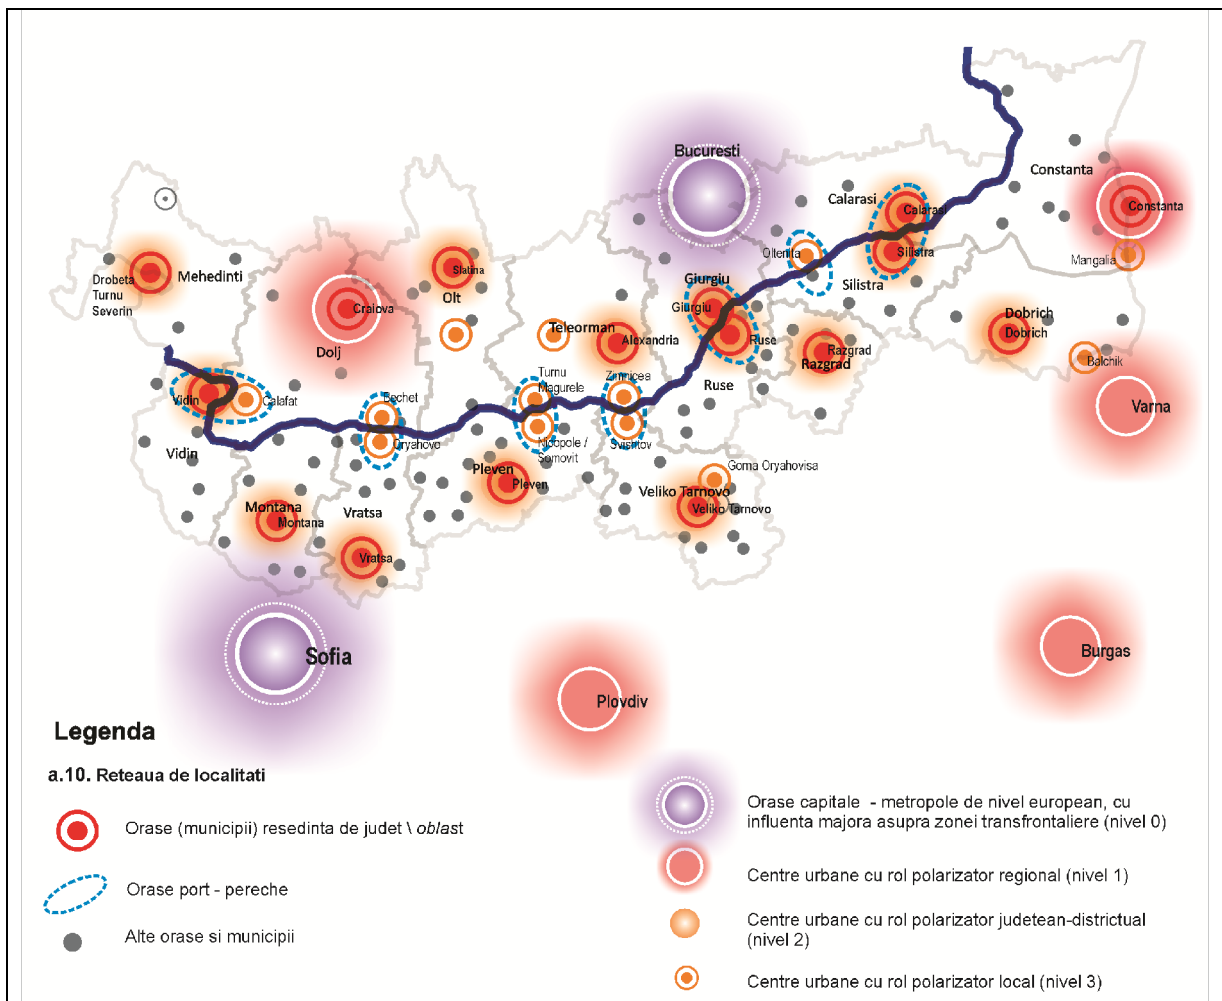 Bucuresti
Constanta
Calarasi
Calarasi
Constanta
Oltenita
Silistra
Mangalia
Drobeta
Turnu
Severin
Mehedinti
Slatina
Olt
Giurgiu
Giurgiu
Silistra
Craiova
Dolj
Teleorman
Alexandria
Ruse
Razgrad
Razgrad
Dobrich
Dobrich
Balchik
Vidin
Calafat
Bechet
Oryahovo
Turnu
Magurele
Zimnicea
Ruse
Varna
Vidin
Nicopole /
Somovit
Svishtov
Pleven
Pleven
Goma Oryahovisa
Veliko Tarnovo
Veliko Tarnovo
Montana
Montana
Vratsa
Vratsa
Sofia
Plovdiv
Burgas
Legenda
a.10. Reteaua de localitati
Orase (municipii) resedinta de judet \ oblast
Orase port - pereche
Alte orase si municipii
Orase capitale - metropole de nivel european, cu
influenta majora asupra zonei transfrontaliere (nivel 0)
Centre urbane cu rol polarizator regional (nivel 1)
Centre urbane cu rol polarizator judetean-districtual
(nivel 2)
Centre urbane cu rol polarizator local (nivel 3)